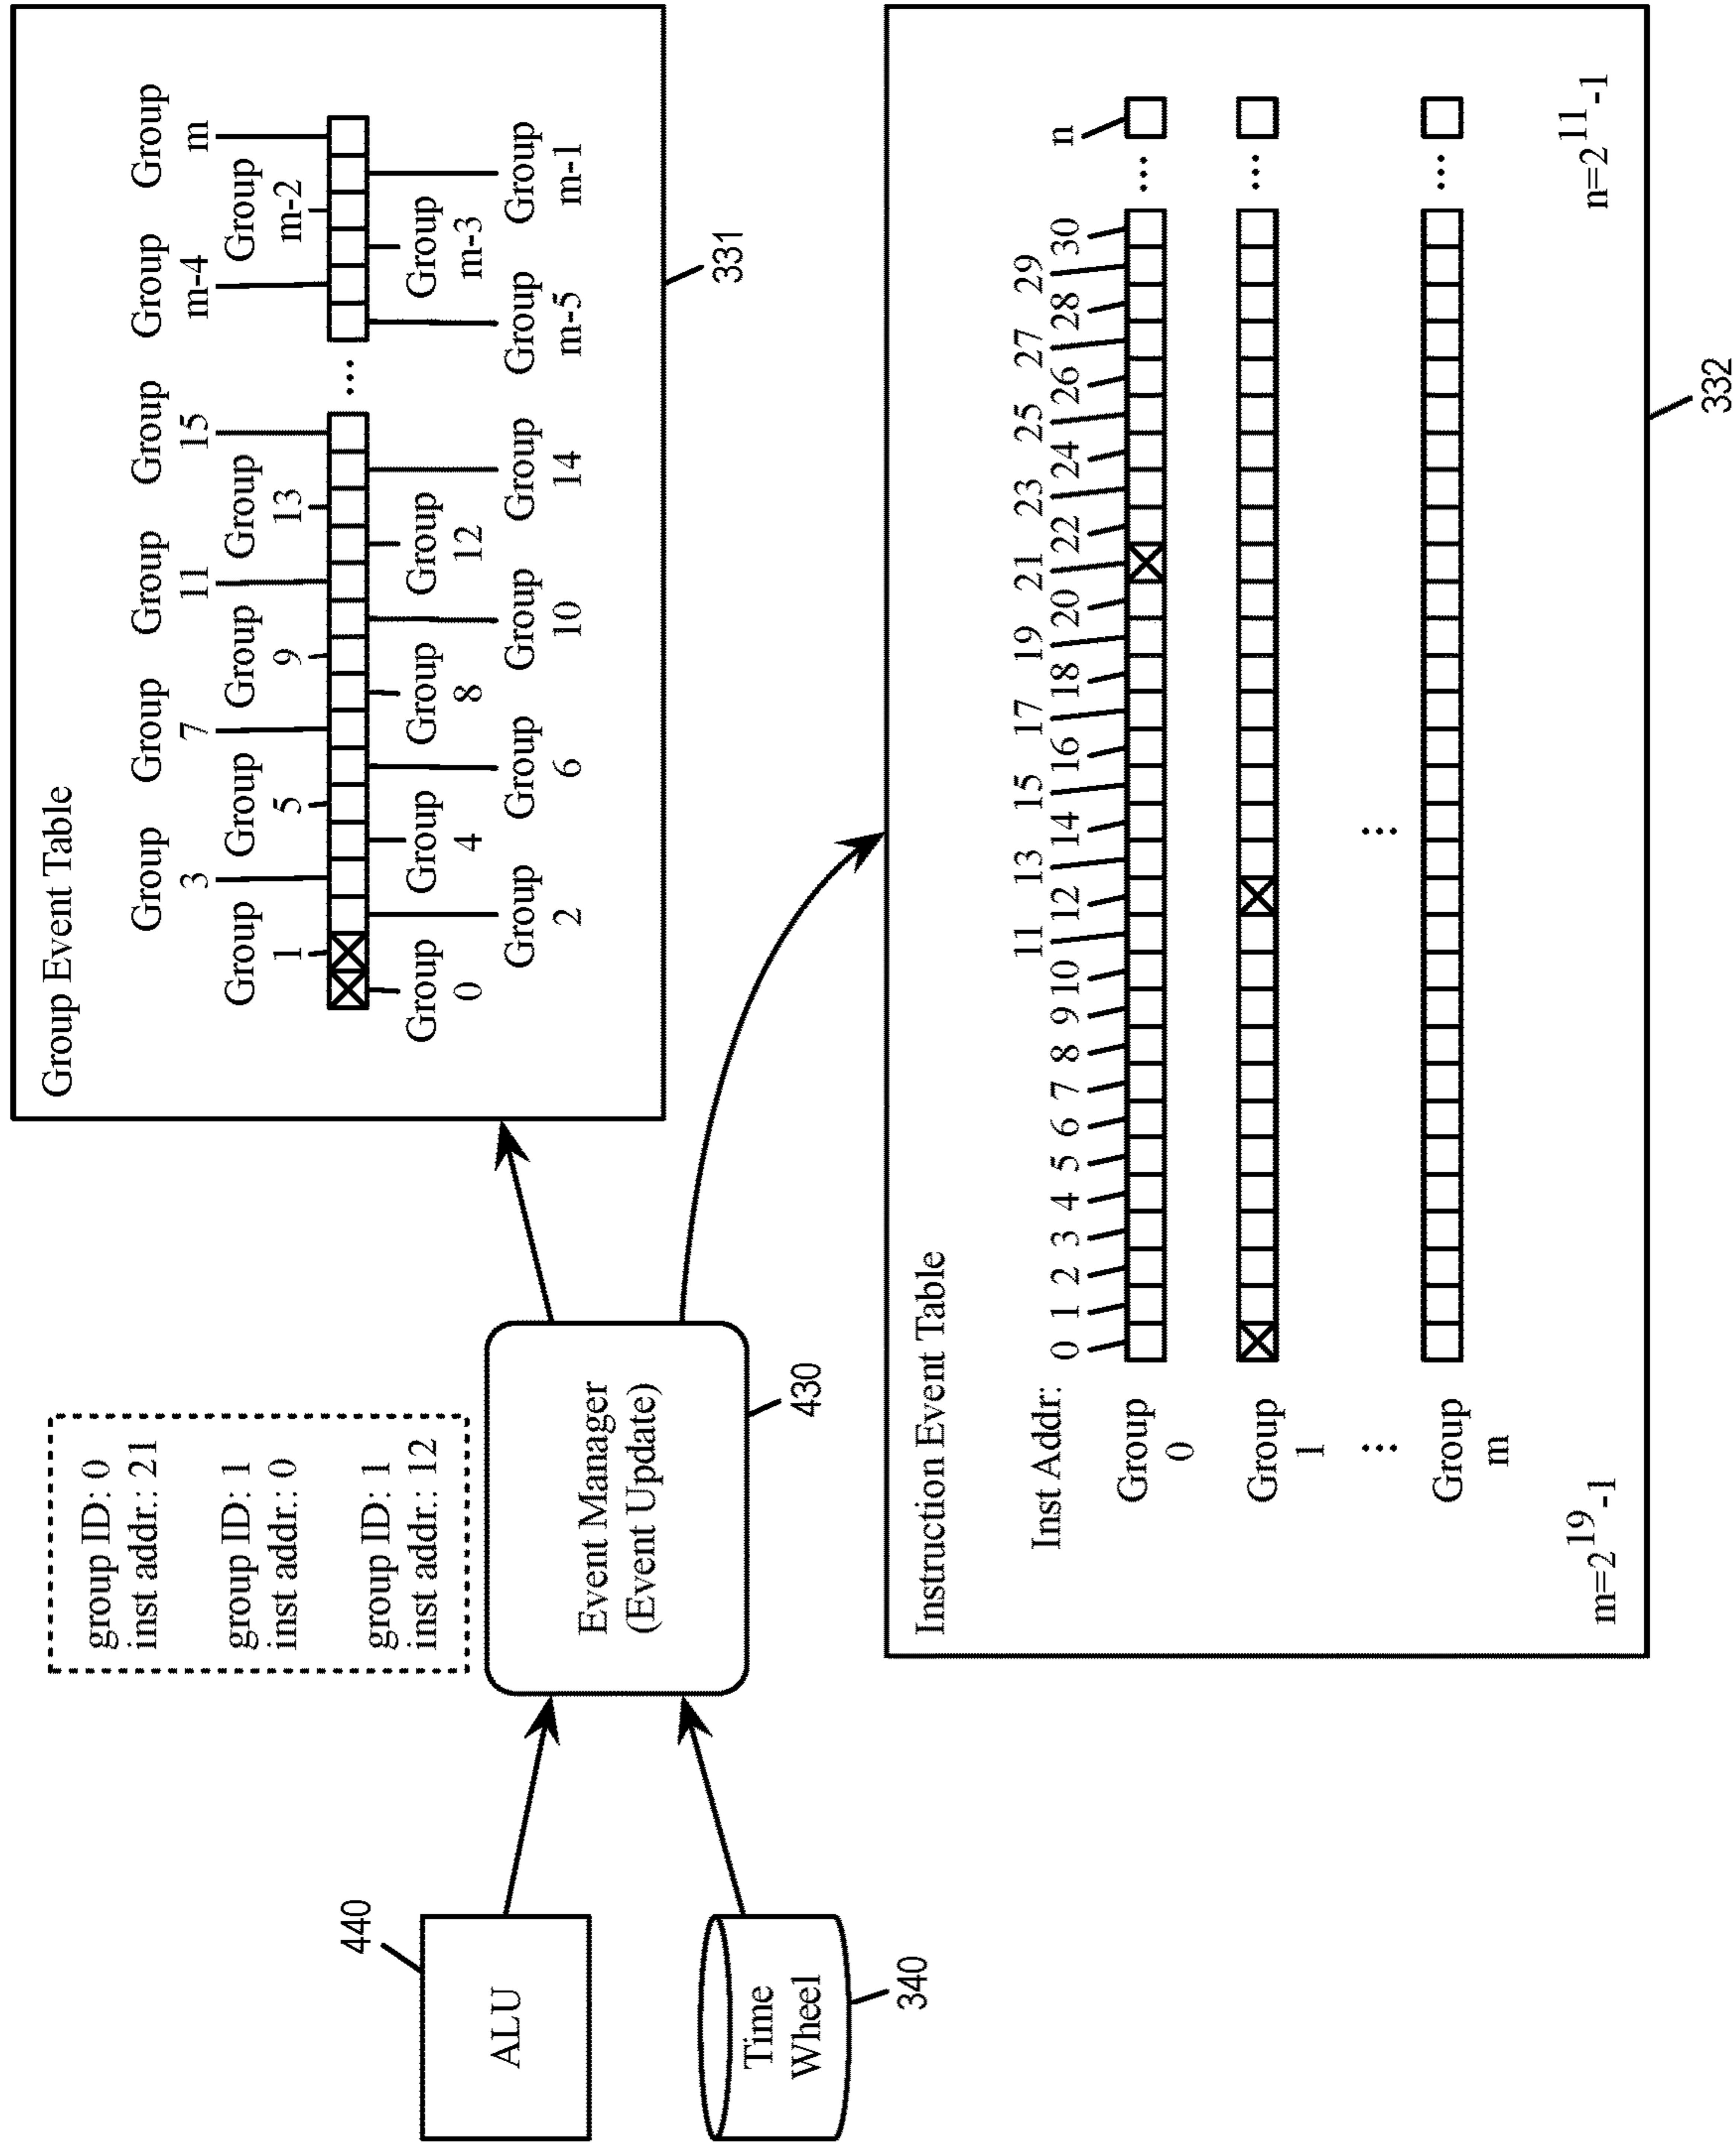 ALU
440
Time
Wheel
340
group ID: 0
inst addr.: 21
group ID: 1
inst addr.: 0
group ID: 1
inst addr.: 12
Event Manager
(Event Update)
430
Group Event Table
Group
3
Group
7
Group
11
Group
15
Group
m-4
Group
m
Group
1
Group
5
Group
9
Group
13
Group
m-2
...
Group
0
Group
4
Group
8
Group
12
Group
m-3
Group
2
Group
6
Group
10
Group
14
Group
m-5
Group
m-1
331
Instruction Event Table
Inst Addr:
0 1 2 3 4 5 6 7 8 9 10 11 12 13 14 15 16 17 18 19 20 21 22 23 24 25 26 27 28 29 30 n
Group
0
...
Group
1
...
...
...
Group
m
...
m=2^19-1
n=2^11-1
332